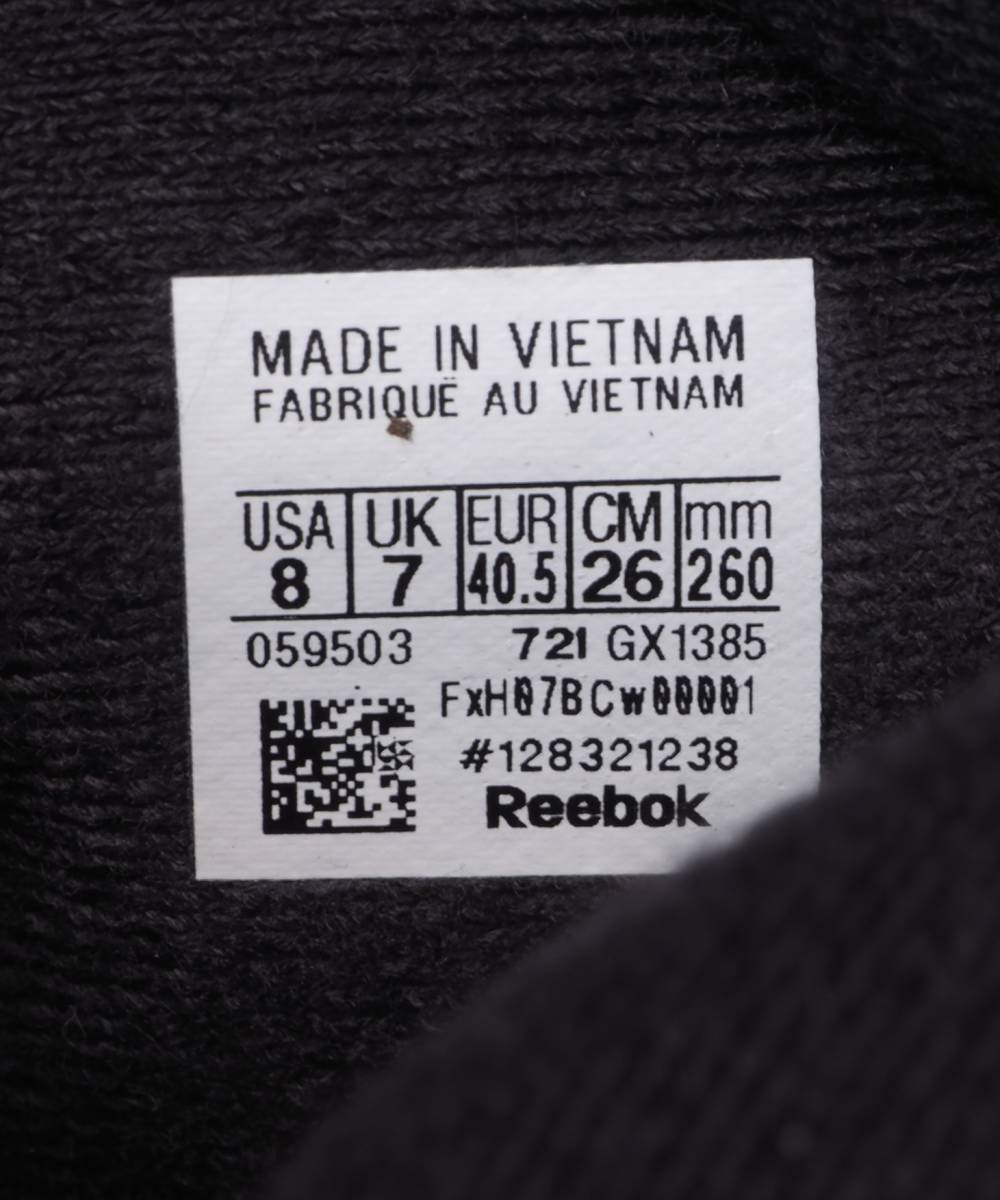 MADE IN VIETNAM
FABRIQUË AU VIETNAM
USA UK EUR CM mm
8 7 40.5 26 260
059503 721 GX1385
FxH07BCw00001
#128321238
Reebok